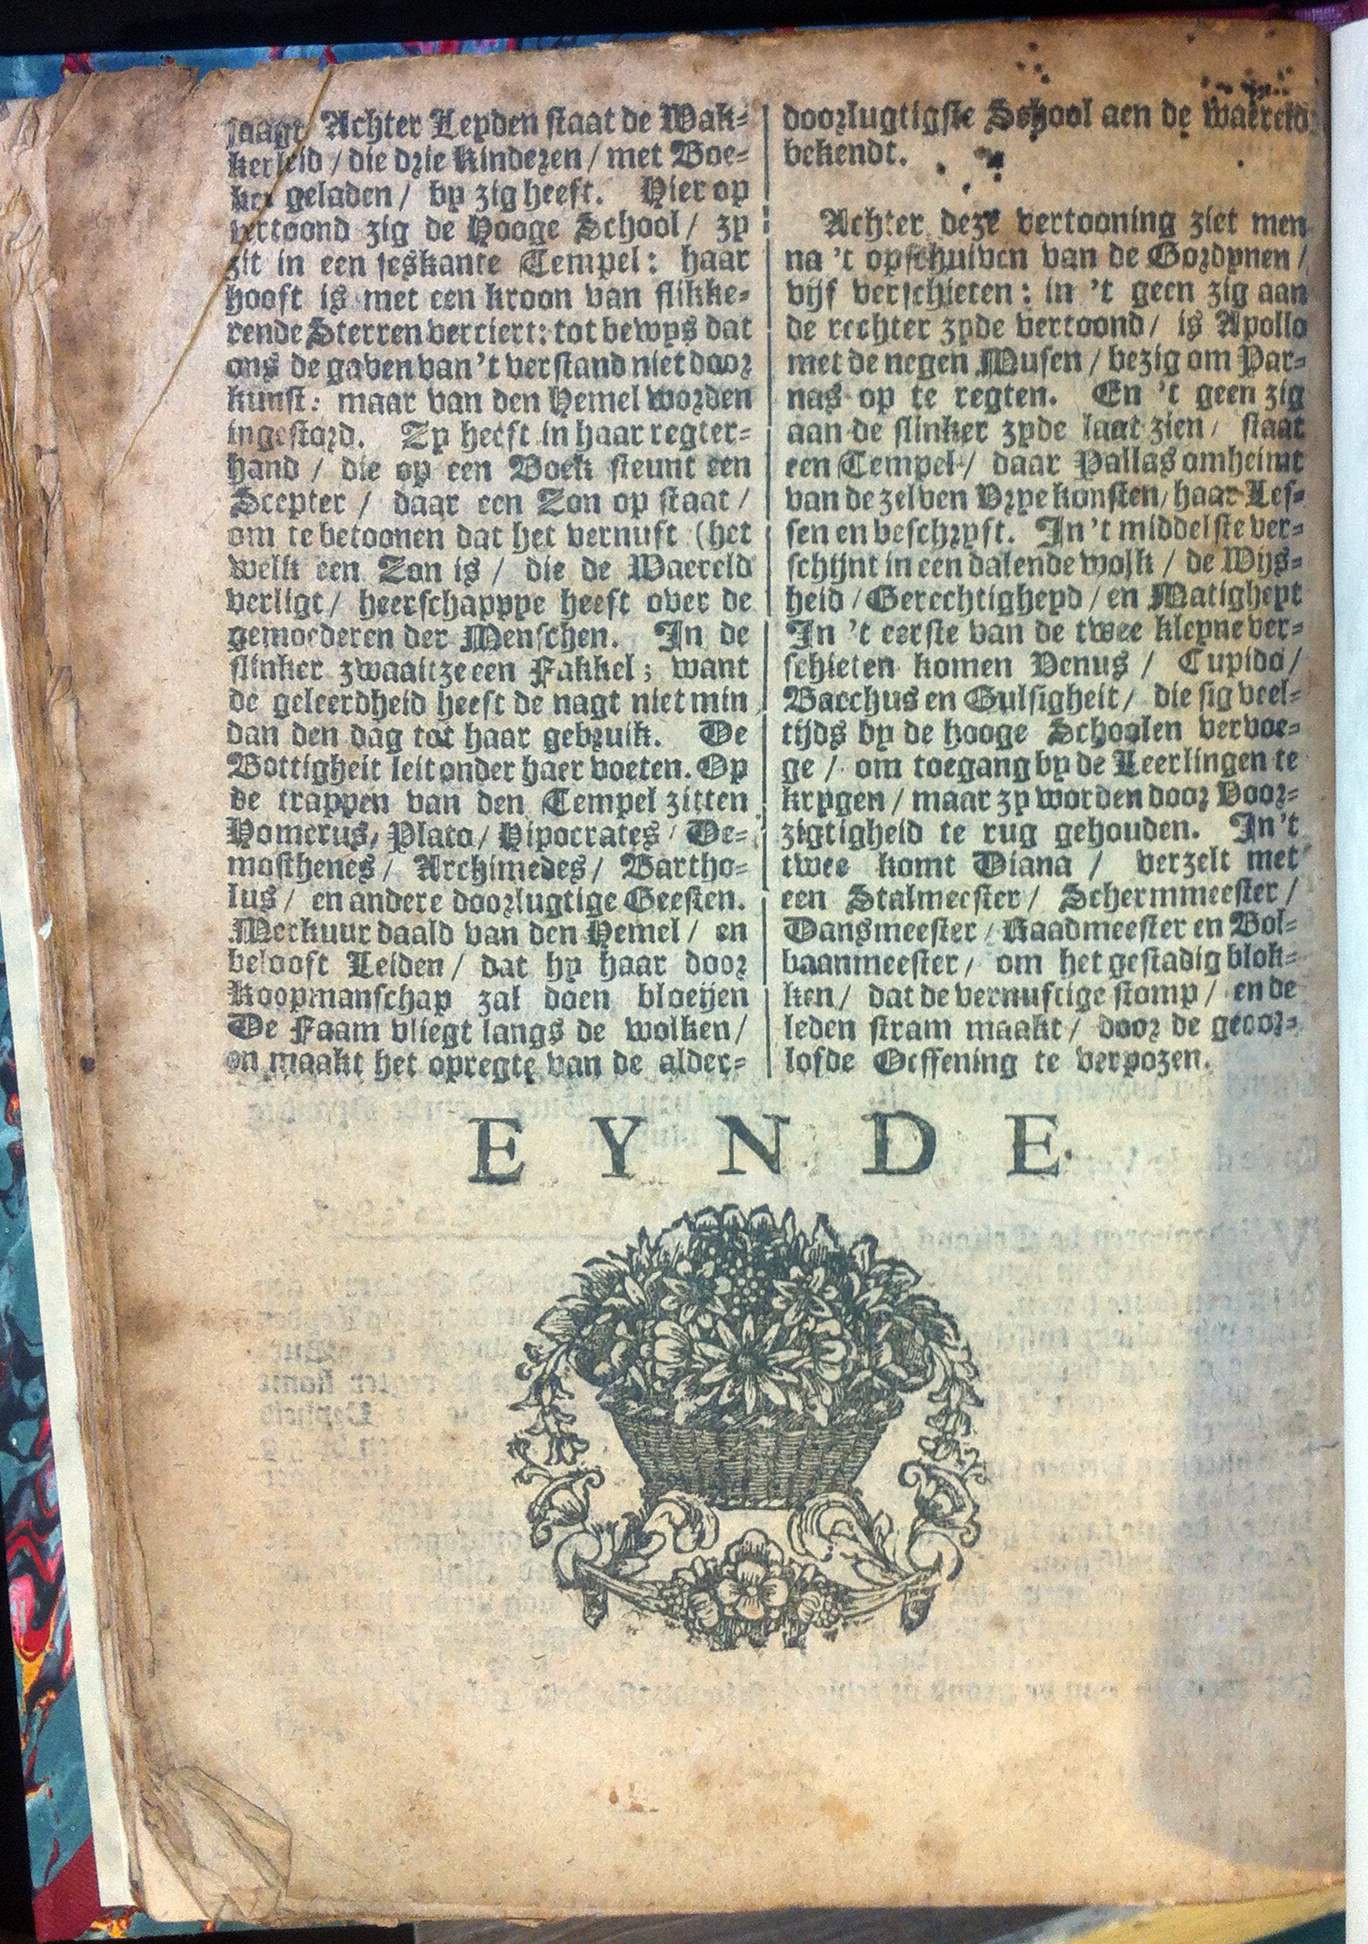 jaagt Achter Leyden staat de Wak-
kerleid / die drie kinderen / met Boe-
ken geladen / by zig heeft. Hier op
vertoond zig de Hooge School / zy
zit in een seskante Tempel: haar
hooft is met een kroon van flikke-
rende Sterren verciert: tot bewys dat
ons de gaven van 't verstand niet door
kunst: maar van den Hemel worden
ingestord. Zy heeft in haar regter-
hand / die op een Boek steunt een
Scepter / daar een Zon op staat /
om te betoonen dat het vernuft (het
welk een Zon is / die de Waereld
verligt / heerschappye heeft over de
gemoederen der Menschen. In de
slinker zwaait ze een Fakkel; want
de geleerdheid heeft de nagt niet min
dan den dag tot haar gebruik. De
Bottigheit leit onder haer voeten. Op
de trappen van den Tempel zitten
Homerus, Plato / Hipocrates / De-
mosthenes / Archimedes / Bartho-
lus / en andere doorlugtige Geesten.
Merkuur daald van den Hemel / en
belooft Leiden / dat hy haar door
Koopmanschap zal doen bloeijen
De Faam vliegt langs de wolken /
en maakt het opregte van de alder-
doorlugtigste School aen de waereld
bekendt.
Achter deze vertooning ziet men
na 't opschuiven van de Gordynen /
vijf verschieten: in 't geen zig aan
de rechter zyde vertoond / is Apollo
met de negen Musen / bezig om Par-
nas op te regten. En 't geen zig
aan de slinker zyde laat zien / staat
een Tempel / daar Pallas omheimt
van de zelven Vrye konsten / haar Les-
sen en beschryft. In 't middelste ver-
schijnt in een dalende wolk / de Wijs-
heid / Gerechtigheyd / en Matigheyt
In 't eerste van de twee kleyne ver-
schieten komen Venus / Cupido /
Bacchus en Gulsigheit / die sig veel-
tijds by de hooge Schoolen vervoe-
ge / om toegang by de Leerlingen te
krygen / maar zy worden door Voor-
zigtigheid te rug gehouden. In 't
twee komt Diana / verzelt met
een Stalmeester / Schermmeester /
Dansmeester / Kaadmeester en Bol-
baanmeester / om het gestadig blok-
ken / dat de vernuftige stomp / en de
leden stram maakt / door de geoor-
lofde Oeffening te verpozen.
EYNDE.